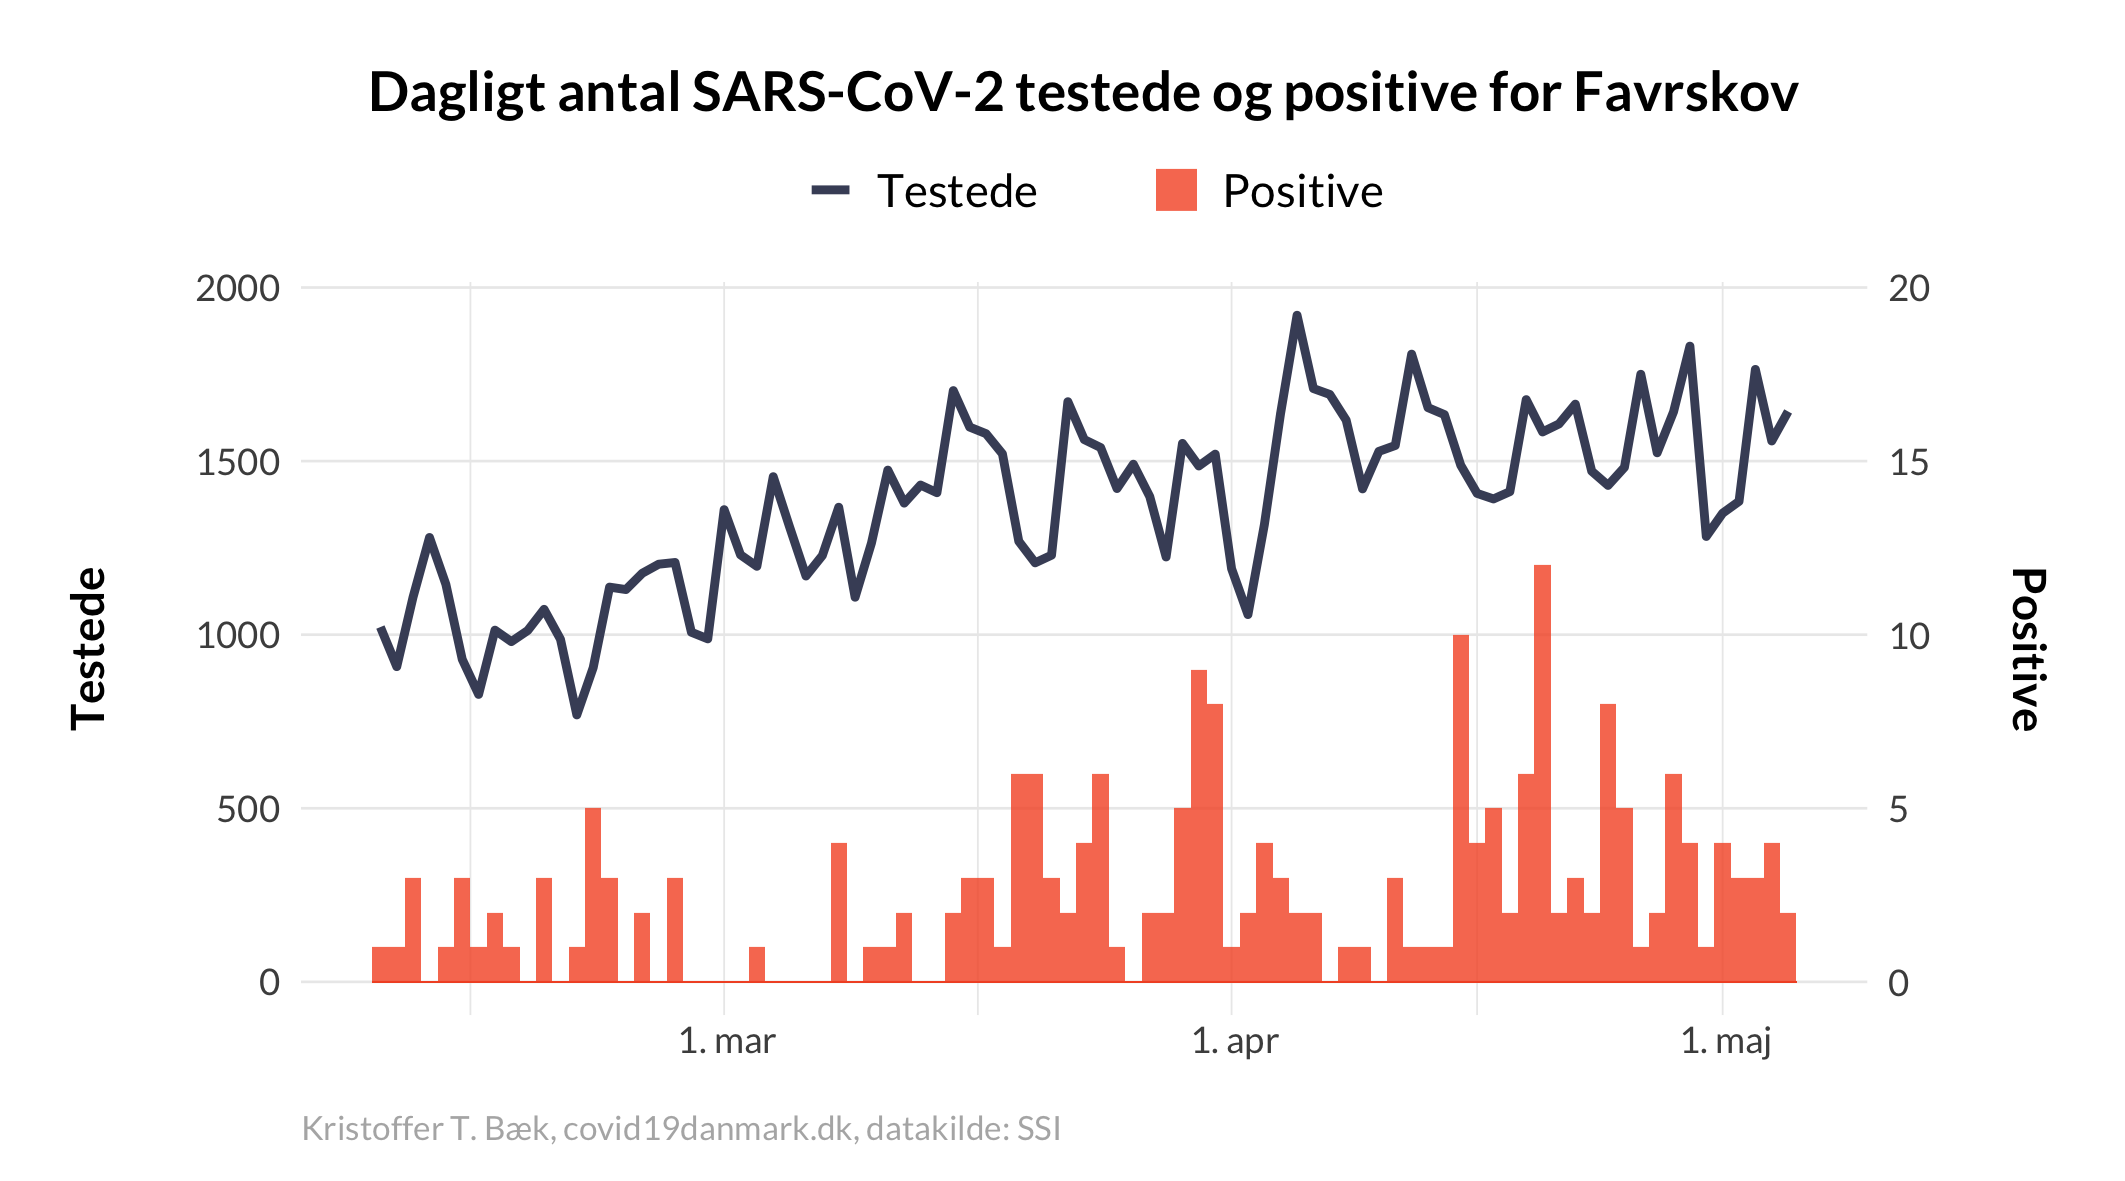 Dagligt antal SARS-CoV-2 testede og positive for Favrskov
Testede
Positive
2000
1500
1000
500
0
20
15
10
5
0
Testede
Positive
1. mar
1. apr
1. maj
Kristoffer T. Bæk, covid19danmark.dk, datakilde: SSI